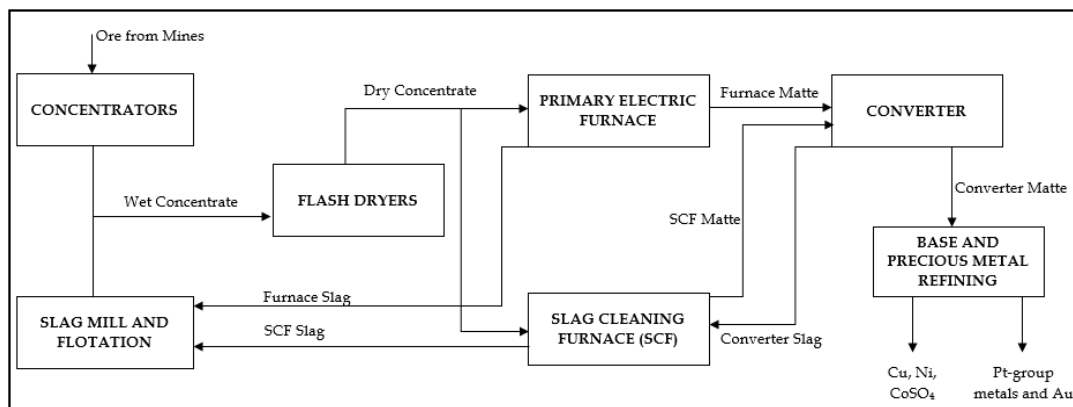 Ore from Mines
CONCENTRATORS
Dry Concentrate
PRIMARY ELECTRIC
FURNACE
Furnace Matte
CONVERTER
Wet Concentrate
FLASH DRYERS
SCF Matte
Converter Matte
BASE AND
PRECIOUS METAL
REFINING
Furnace Slag
SLAG MILL AND
FLOTATION
SCF Slag
SLAG CLEANING
FURNACE (SCF)
Converter Slag
Cu, Ni,
CoSO₄
Pt-group
metals and Au